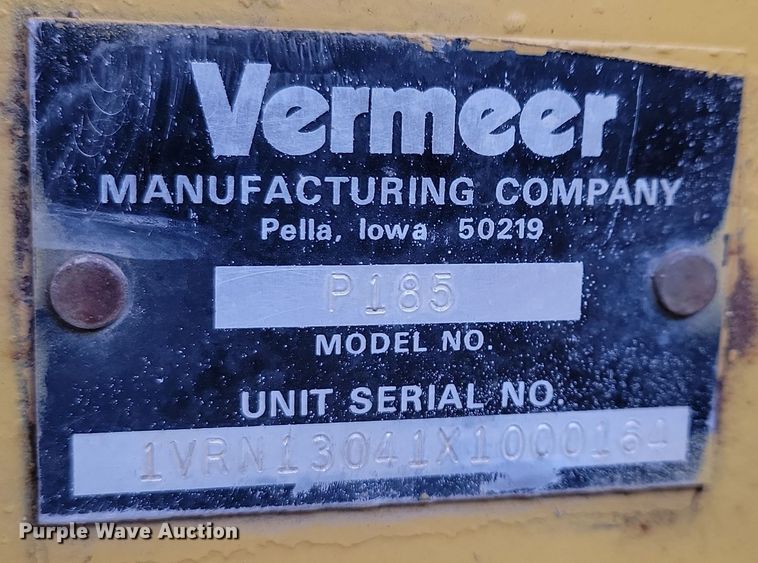 Vermeer
MANUFACTURING COMPANY
Pella, Iowa 50219
P185
MODEL NO.
UNIT SERIAL NO.
1VRN13041X1000164
Purple Wave Auction